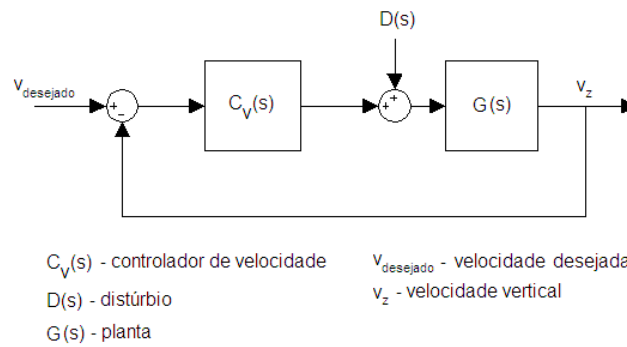 D(s)
v_desejado
+
-
C_V(s)
+
+
G(s)
v_z
C_V(s) - controlador de velocidade
D(s) - distúrbio
G(s) - planta
v_desejado - velocidade desejada
v_z - velocidade vertical